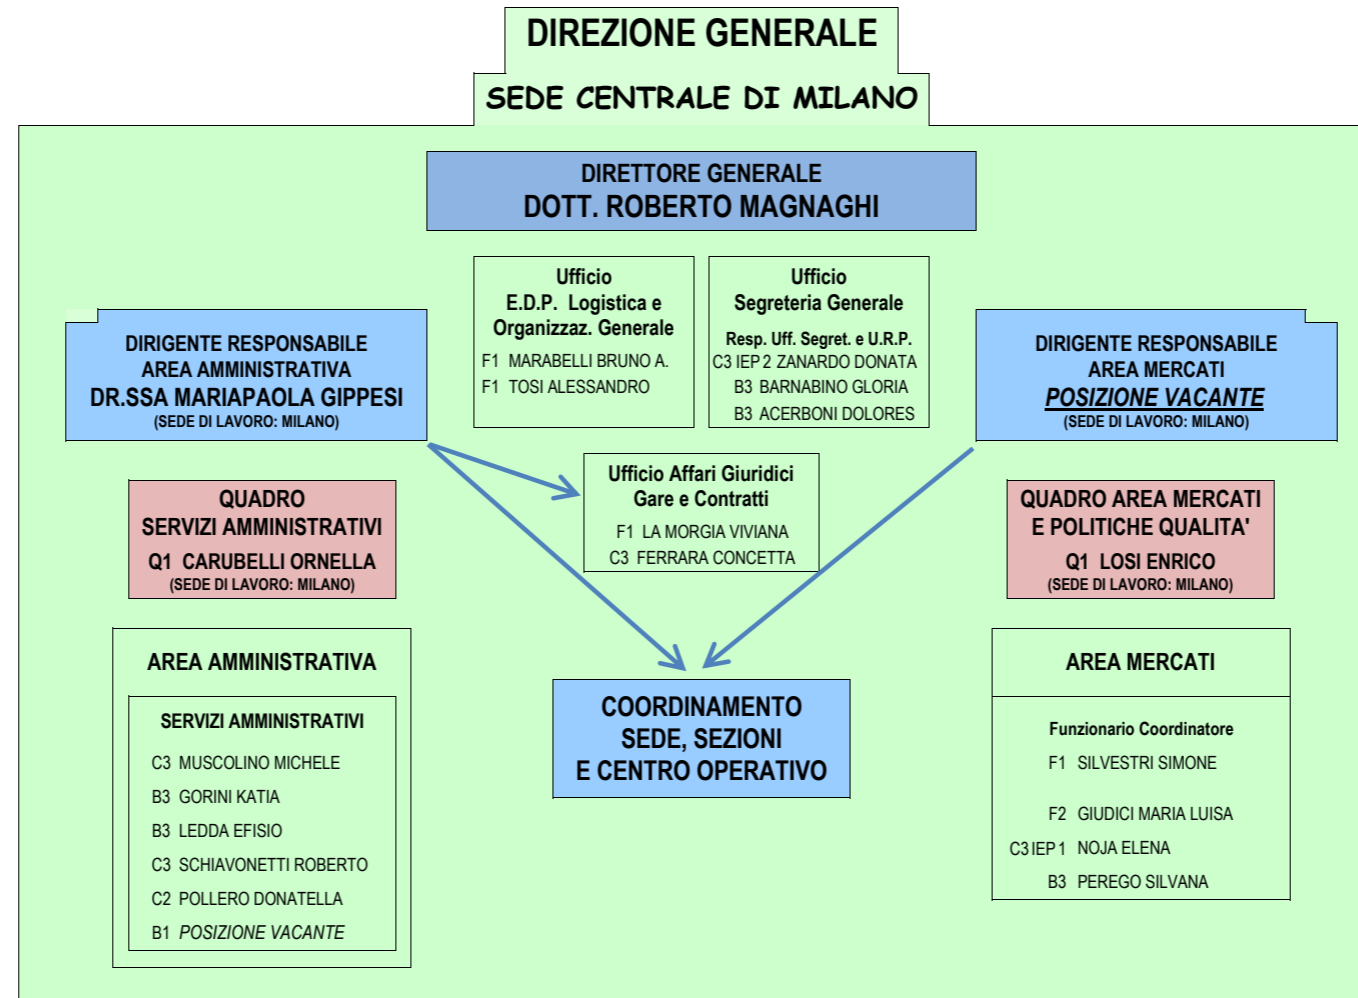 DIREZIONE GENERALE
SEDE CENTRALE DI MILANO
DIRETTORE GENERALE
DOTT. ROBERTO MAGNAGHI
Ufficio
E.D.P. Logistica e
Organizzaz. Generale
F1 MARABELLI BRUNO A.
F1 TOSI ALESSANDRO
Ufficio
Segreteria Generale
Resp. Uff. Segret. e U.R.P.
C3 IEP 2 ZANARDO DONATA
B3 BARNABINO GLORIA
B3 ACERBONI DOLORES
DIRIGENTE RESPONSABILE
AREA AMMINISTRATIVA
DR.SSA MARIAPAOLA GIPPESI
(SEDE DI LAVORO: MILANO)
DIRIGENTE RESPONSABILE
AREA MERCATI
POSIZIONE VACANTE
(SEDE DI LAVORO: MILANO)
Ufficio Affari Giuridici
Gare e Contratti
F1 LA MORGIA VIVIANA
C3 FERRARA CONCETTA
QUADRO
SERVIZI AMMINISTRATIVI
Q1 CARUBELLI ORNELLA
(SEDE DI LAVORO: MILANO)
QUADRO AREA MERCATI
E POLITICHE QUALITA'
Q1 LOSI ENRICO
(SEDE DI LAVORO: MILANO)
AREA AMMINISTRATIVA
SERVIZI AMMINISTRATIVI
C3 MUSCOLINO MICHELE
B3 GORINI KATIA
B3 LEDDA EFISIO
C3 SCHIAVONETTI ROBERTO
C2 POLLERO DONATELLA
B1 POSIZIONE VACANTE
COORDINAMENTO
SEDE, SEZIONI
E CENTRO OPERATIVO
AREA MERCATI
Funzionario Coordinatore
F1 SILVESTRI SIMONE
F2 GIUDICI MARIA LUISA
C3 IEP 1 NOJA ELENA
B3 PEREGO SILVANA